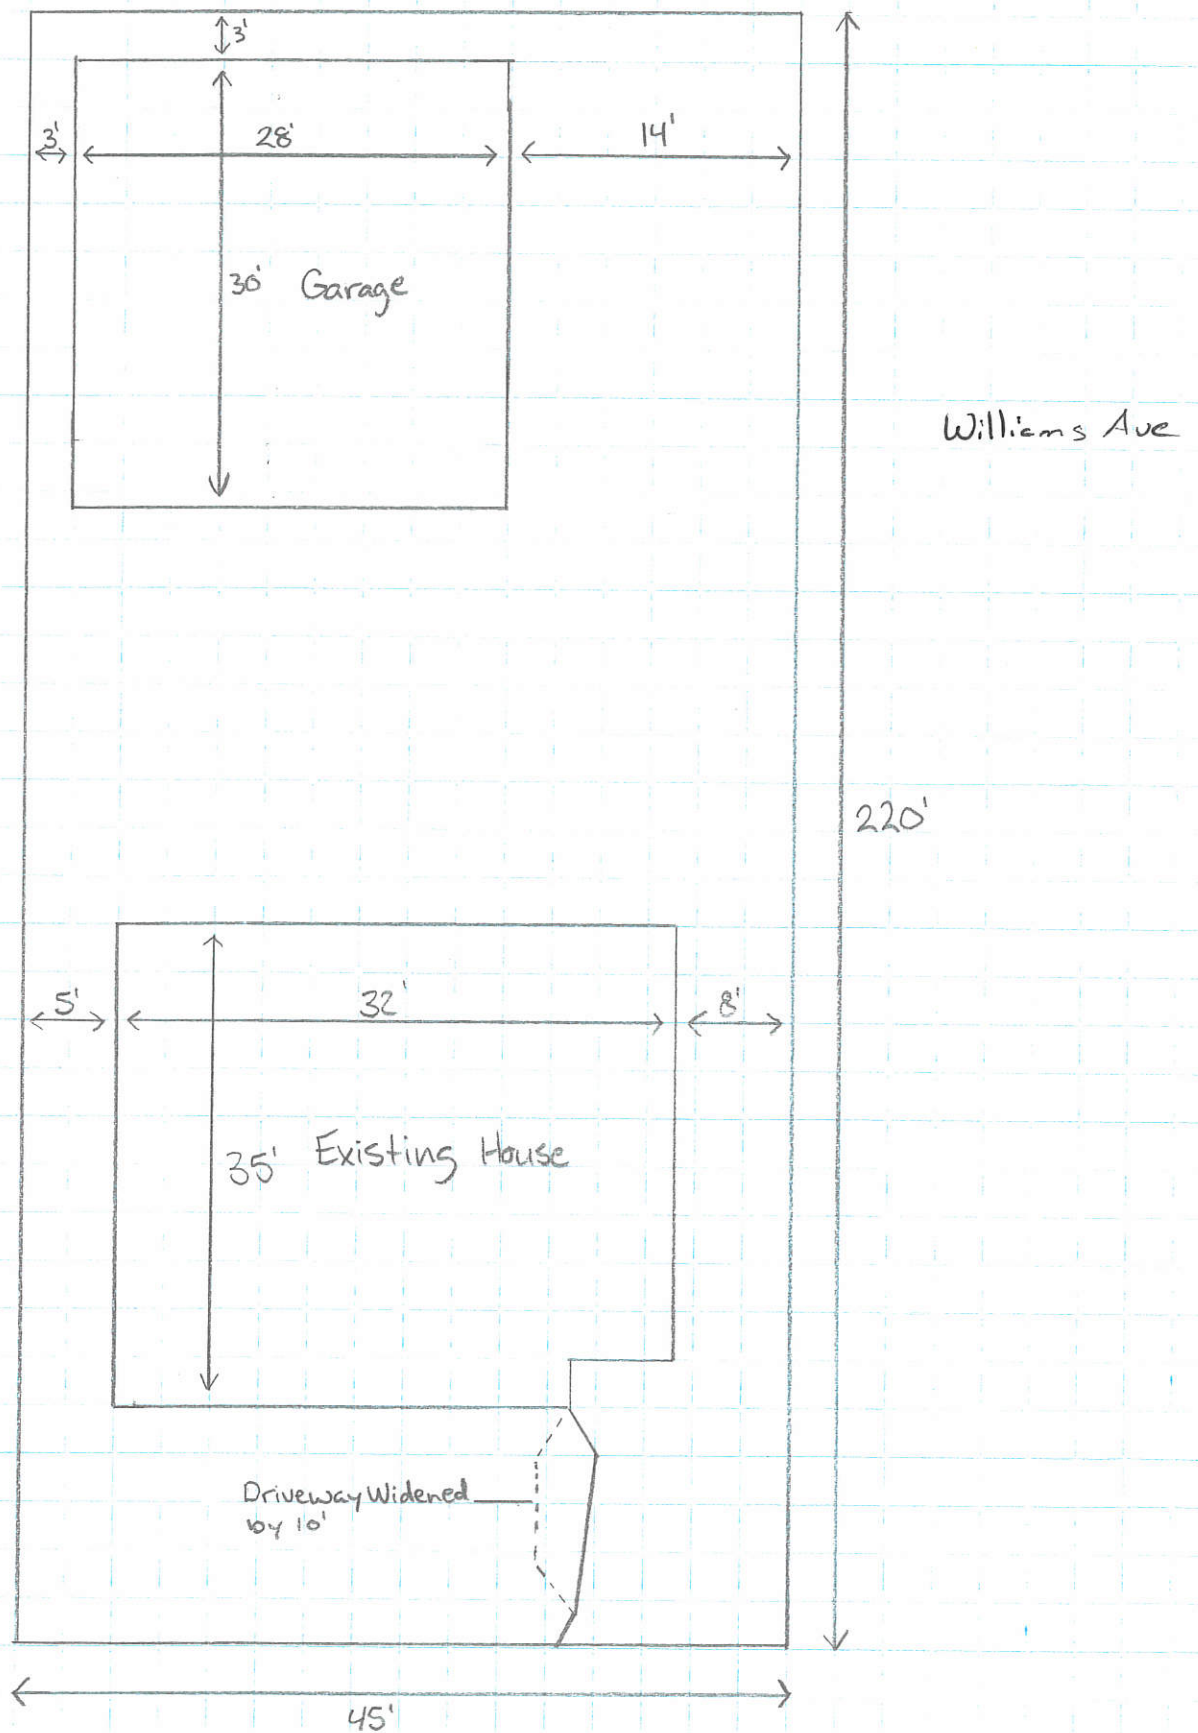 3'
3'
28'
14'
30' Garage
Williams Ave
220'
5'
32'
8'
35' Existing House
Driveway Widened
by 10'
45'